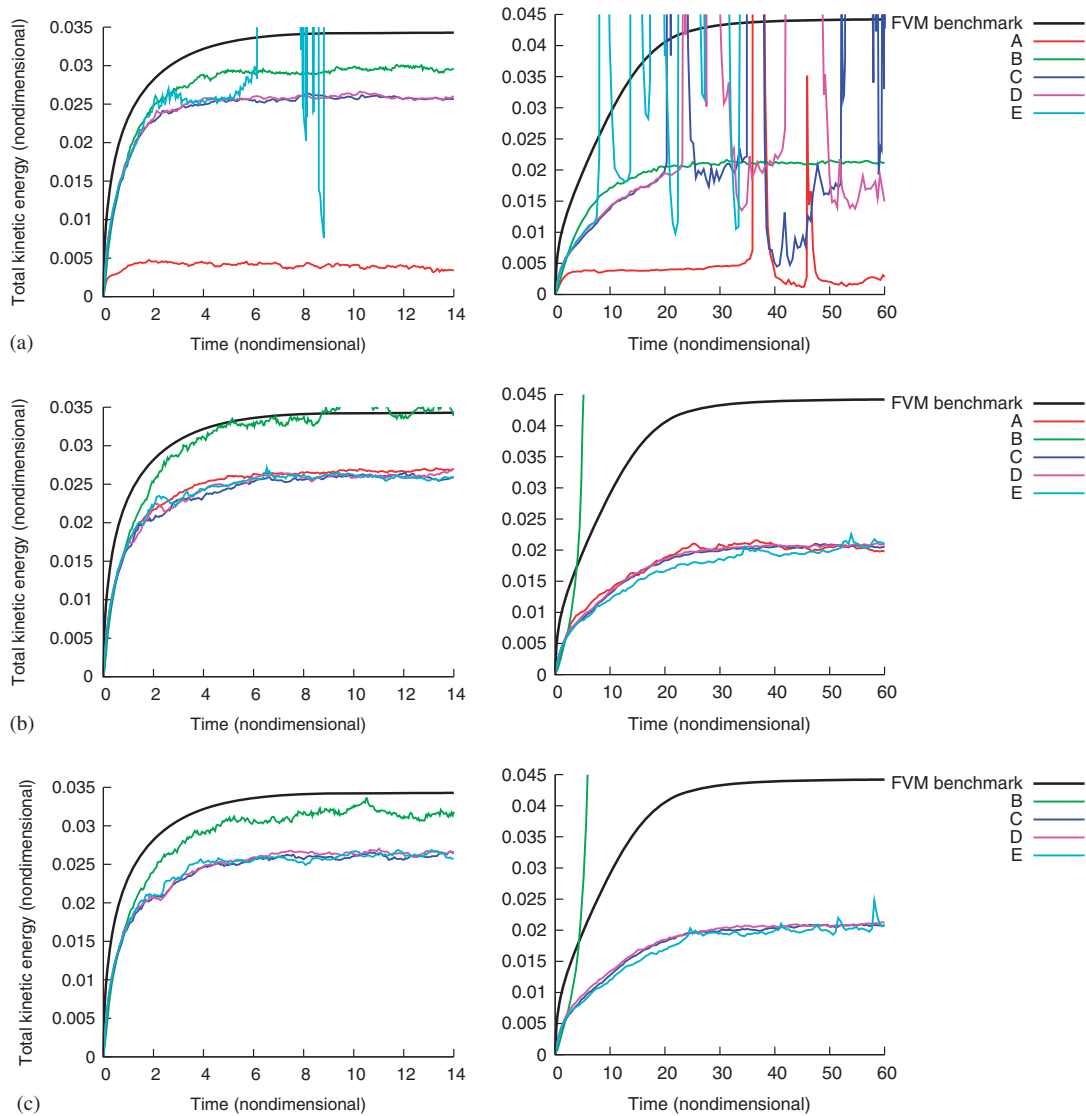 Total kinetic energy (nondimensional)
0.035
0.03
0.025
0.02
0.015
0.01
0.005
0
0 2 4 6 8 10 12 14
Time (nondimensional)
(a)
0.045
0.04
0.035
0.03
0.025
0.02
0.015
0.01
0.005
0
0 10 20 30 40 50 60
Time (nondimensional)
FVM benchmark
A
B
C
D
E
Total kinetic energy (nondimensional)
0.035
0.03
0.025
0.02
0.015
0.01
0.005
0
0 2 4 6 8 10 12 14
Time (nondimensional)
(b)
0.045
0.04
0.035
0.03
0.025
0.02
0.015
0.01
0.005
0
0 10 20 30 40 50 60
Time (nondimensional)
FVM benchmark
A
B
C
D
E
Total kinetic energy (nondimensional)
0.035
0.03
0.025
0.02
0.015
0.01
0.005
0
0 2 4 6 8 10 12 14
Time (nondimensional)
(c)
0.045
0.04
0.035
0.03
0.025
0.02
0.015
0.01
0.005
0
0 10 20 30 40 50 60
Time (nondimensional)
FVM benchmark
B
C
D
E